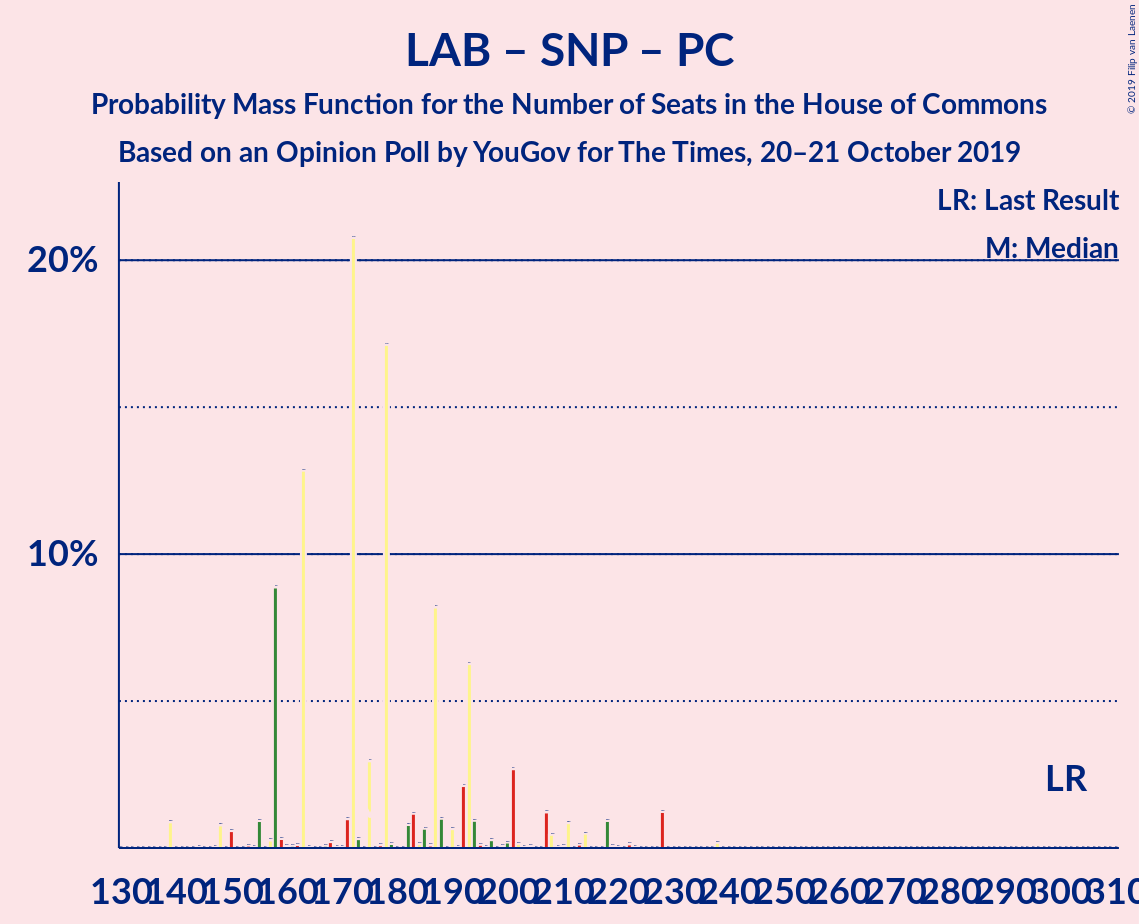 LAB – SNP – PC
Probability Mass Function for the Number of Seats in the House of Commons
Based on an Opinion Poll by YouGov for The Times, 20–21 October 2019
© 2019 Filip van Laenen
LR: Last Result
M: Median
20%
10%
LR
130 140 150 160 170 180 190 200 210 220 230 240 250 260 270 280 290 300 310